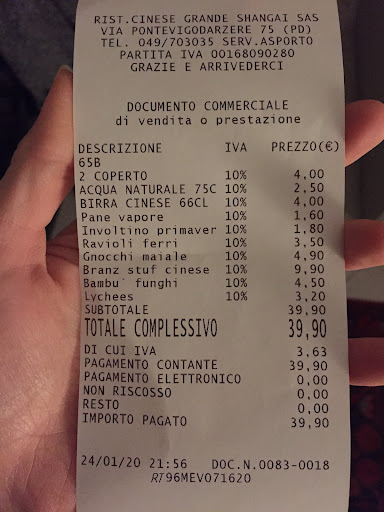 RIST.CINESE GRANDE SHANGAI SAS
VIA PONTEVIGODARZERE 75 (PD)
TEL. 049/703035 SERV.ASPORTO
PARTITA IVA 00168090280
GRAZIE E ARRIVEDERCI
DOCUMENTO COMMERCIALE
di vendita o prestazione
DESCRIZIONE IVA PREZZO(€)
65B
2 COPERTO 10% 4,00
ACQUA NATURALE 75C 10% 2,50
BIRRA CINESE 66CL 10% 4,00
Pane vapore 10% 1,60
Involtino primaver 10% 1,80
Ravioli ferri 10% 3,50
Gnocchi maiale 10% 4,90
Branz stuf cinese 10% 9,90
Bambu` funghi 10% 4,50
Lychees 10% 3,20
SUBTOTALE 39,90
TOTALE COMPLESSIVO 39,90
DI CUI IVA 3,63
PAGAMENTO CONTANTE 39,90
PAGAMENTO ELETTRONICO 0,00
NON RISCOSSO 0,00
RESTO 0,00
IMPORTO PAGATO 39,90
24/01/20 21:56 DOC.N.0083-0018
RT96MEV071620